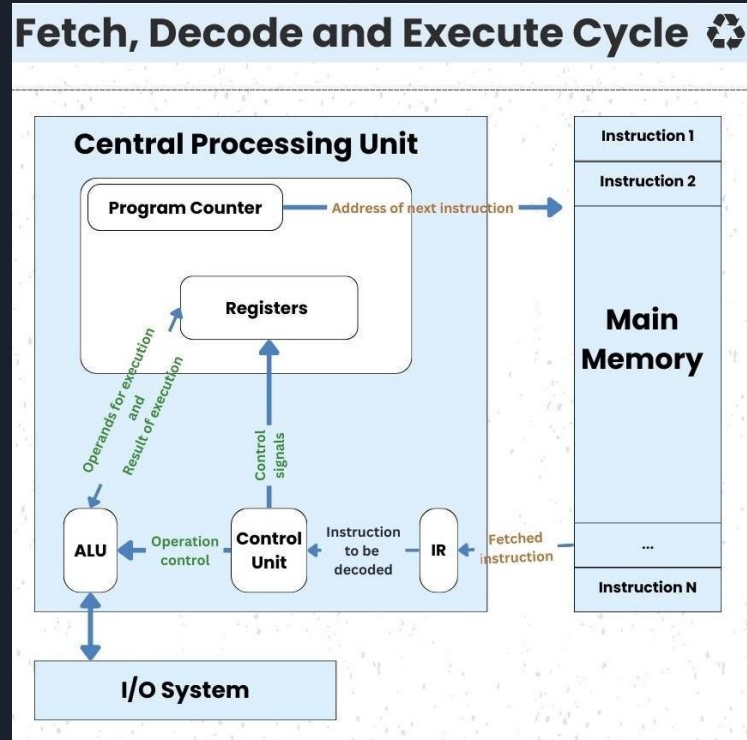 Fetch, Decode and Execute Cycle
Central Processing Unit
Program Counter
Address of next instruction
Registers
Operands for execution
and
Result of execution
Control
signals
ALU
Operation
control
Control
Unit
Instruction
to be
decoded
IR
Fetched
instruction
I/O System
Instruction 1
Instruction 2
Main
Memory
...
Instruction N